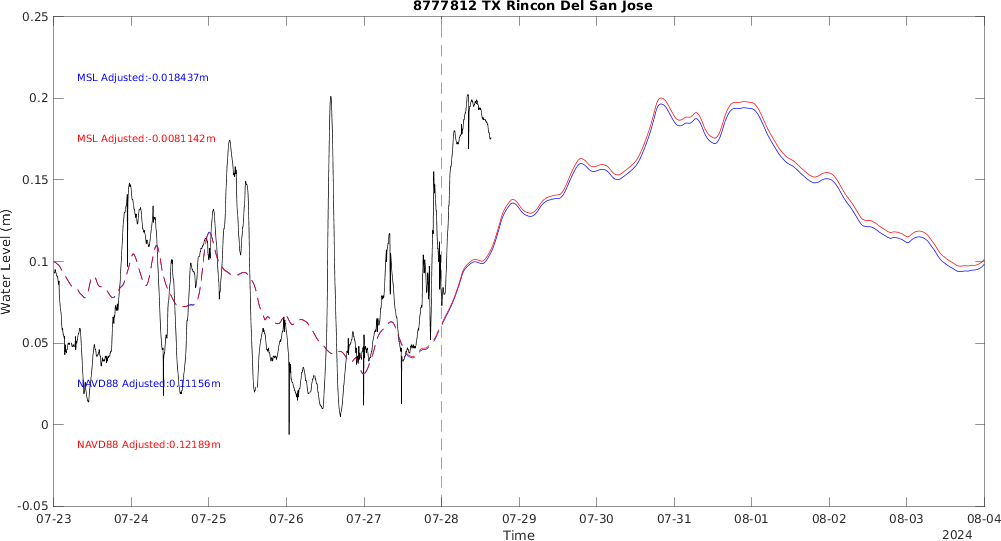 8777812 TX Rincon Del San Jose
0.25
0.2
0.15
0.1
0.05
0
-0.05
Water Level (m)
MSL Adjusted:-0.018437m
MSL Adjusted:-0.0081142m
NAVD88 Adjusted:0.11156m
NAVD88 Adjusted:0.12189m
07-23 07-24 07-25 07-26 07-27 07-28 07-29 07-30 07-31 08-01 08-02 08-03 08-04
Time
2024